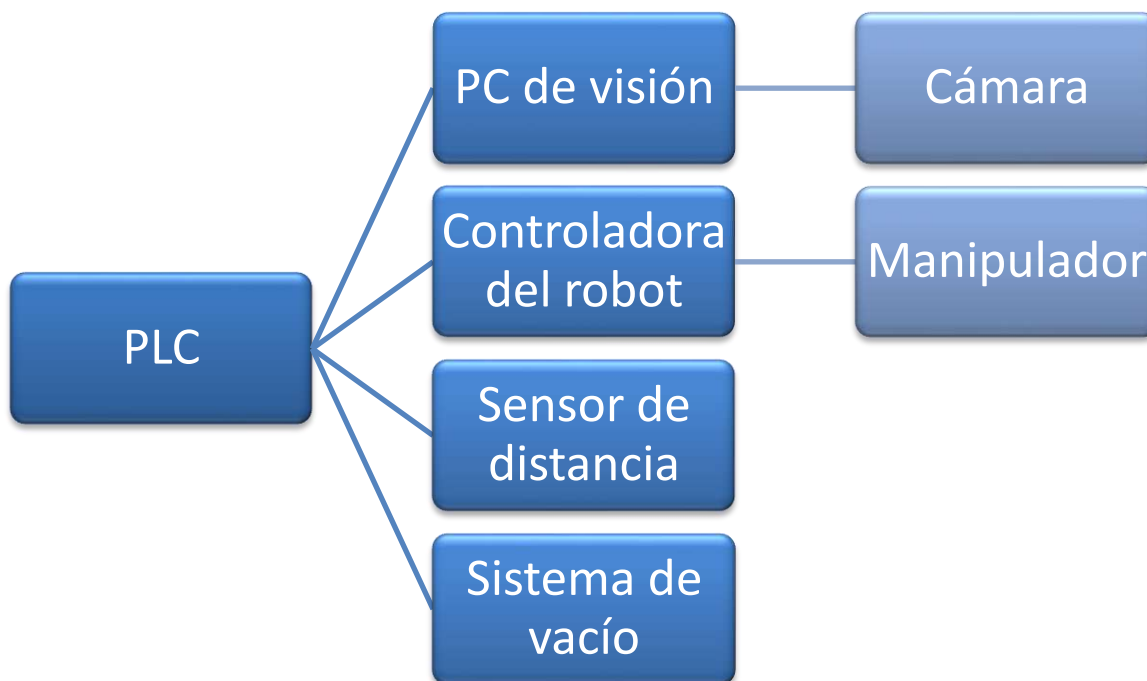 PC de visión
Cámara
Controladora
del robot
Manipulador
PLC
Sensor de
distancia
Sistema de
vacío